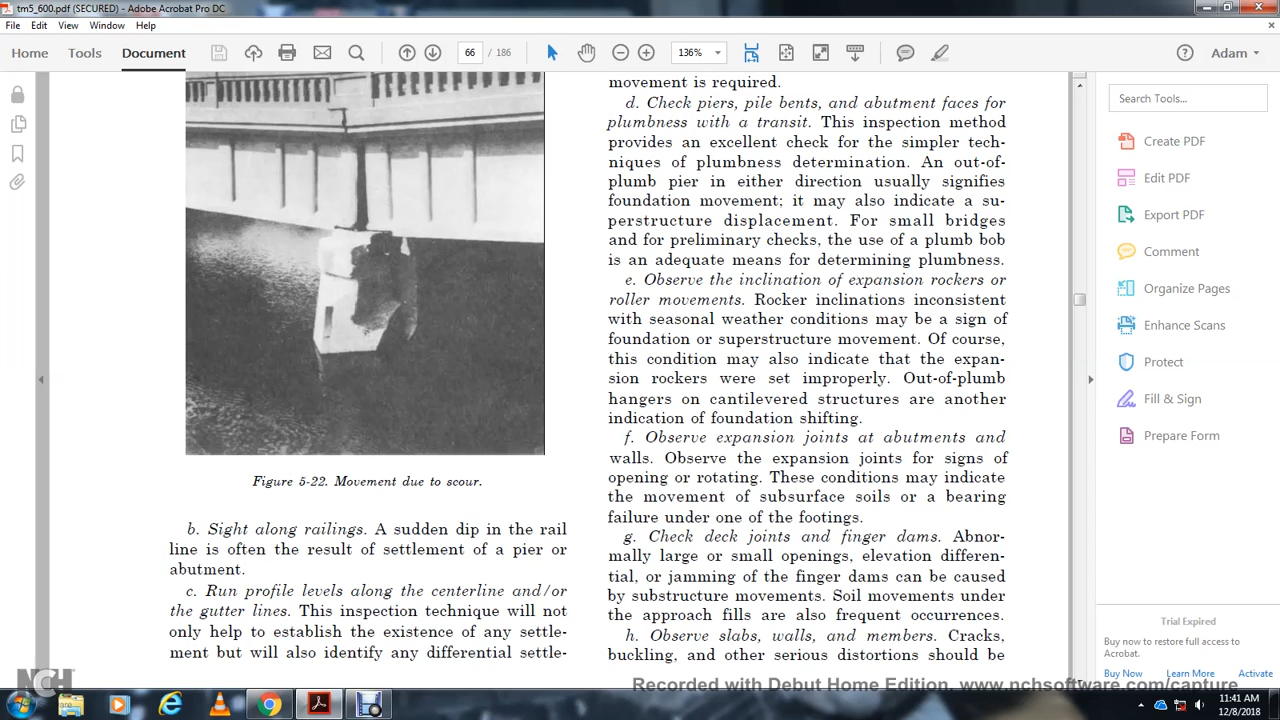 tm5_600.pdf (SECURED) - Adobe Acrobat Pro DC
File Edit View Window Help
Home Tools Document
66 / 186
136%
Adam
movement is required.
d. Check piers, pile bents, and abutment faces for
plumbness with a transit. This inspection method
provides an excellent check for the simpler tech-
niques of plumbness determination. An out-of-
plumb pier in either direction usually signifies
foundation movement; it may also indicate a su-
perstructure displacement. For small bridges
and for preliminary checks, the use of a plumb bob
is an adequate means for determining plumbness.
e. Observe the inclination of expansion rockers or
roller movements. Rocker inclinations inconsistent
with seasonal weather conditions may be a sign of
foundation or superstructure movement. Of course,
this condition may also indicate that the expan-
sion rockers were set improperly. Out-of-plumb
hangers on cantilevered structures are another
indication of foundation shifting.
f. Observe expansion joints at abutments and
walls. Observe the expansion joints for signs of
opening or rotating. These conditions may indicate
the movement of subsurface soils or a bearing
failure under one of the footings.
g. Check deck joints and finger dams. Abnor-
mally large or small openings, elevation differen-
tial, or jamming of the finger dams can be caused
by substructure movements. Soil movements under
the approach fills are also frequent occurrences.
h. Observe slabs, walls, and members. Cracks,
buckling, and other serious distortions should be
Figure 5-22. Movement due to scour.
b. Sight along railings. A sudden dip in the rail
line is often the result of settlement of a pier or
abutment.
c. Run profile levels along the centerline and/or
the gutter lines. This inspection technique will not
only help to establish the existence of any settle-
ment but will also identify any differential settle-
Search Tools...
Create PDF
Edit PDF
Export PDF
Comment
Organize Pages
Enhance Scans
Protect
Fill & Sign
Prepare Form
Trial Expired
Buy now to restore full access to
Acrobat.
Buy Now Learn More Activate
NCH
Recorded with Debut Home Edition. www.nchsoftware.com/capture
11:41 AM
12/8/2018